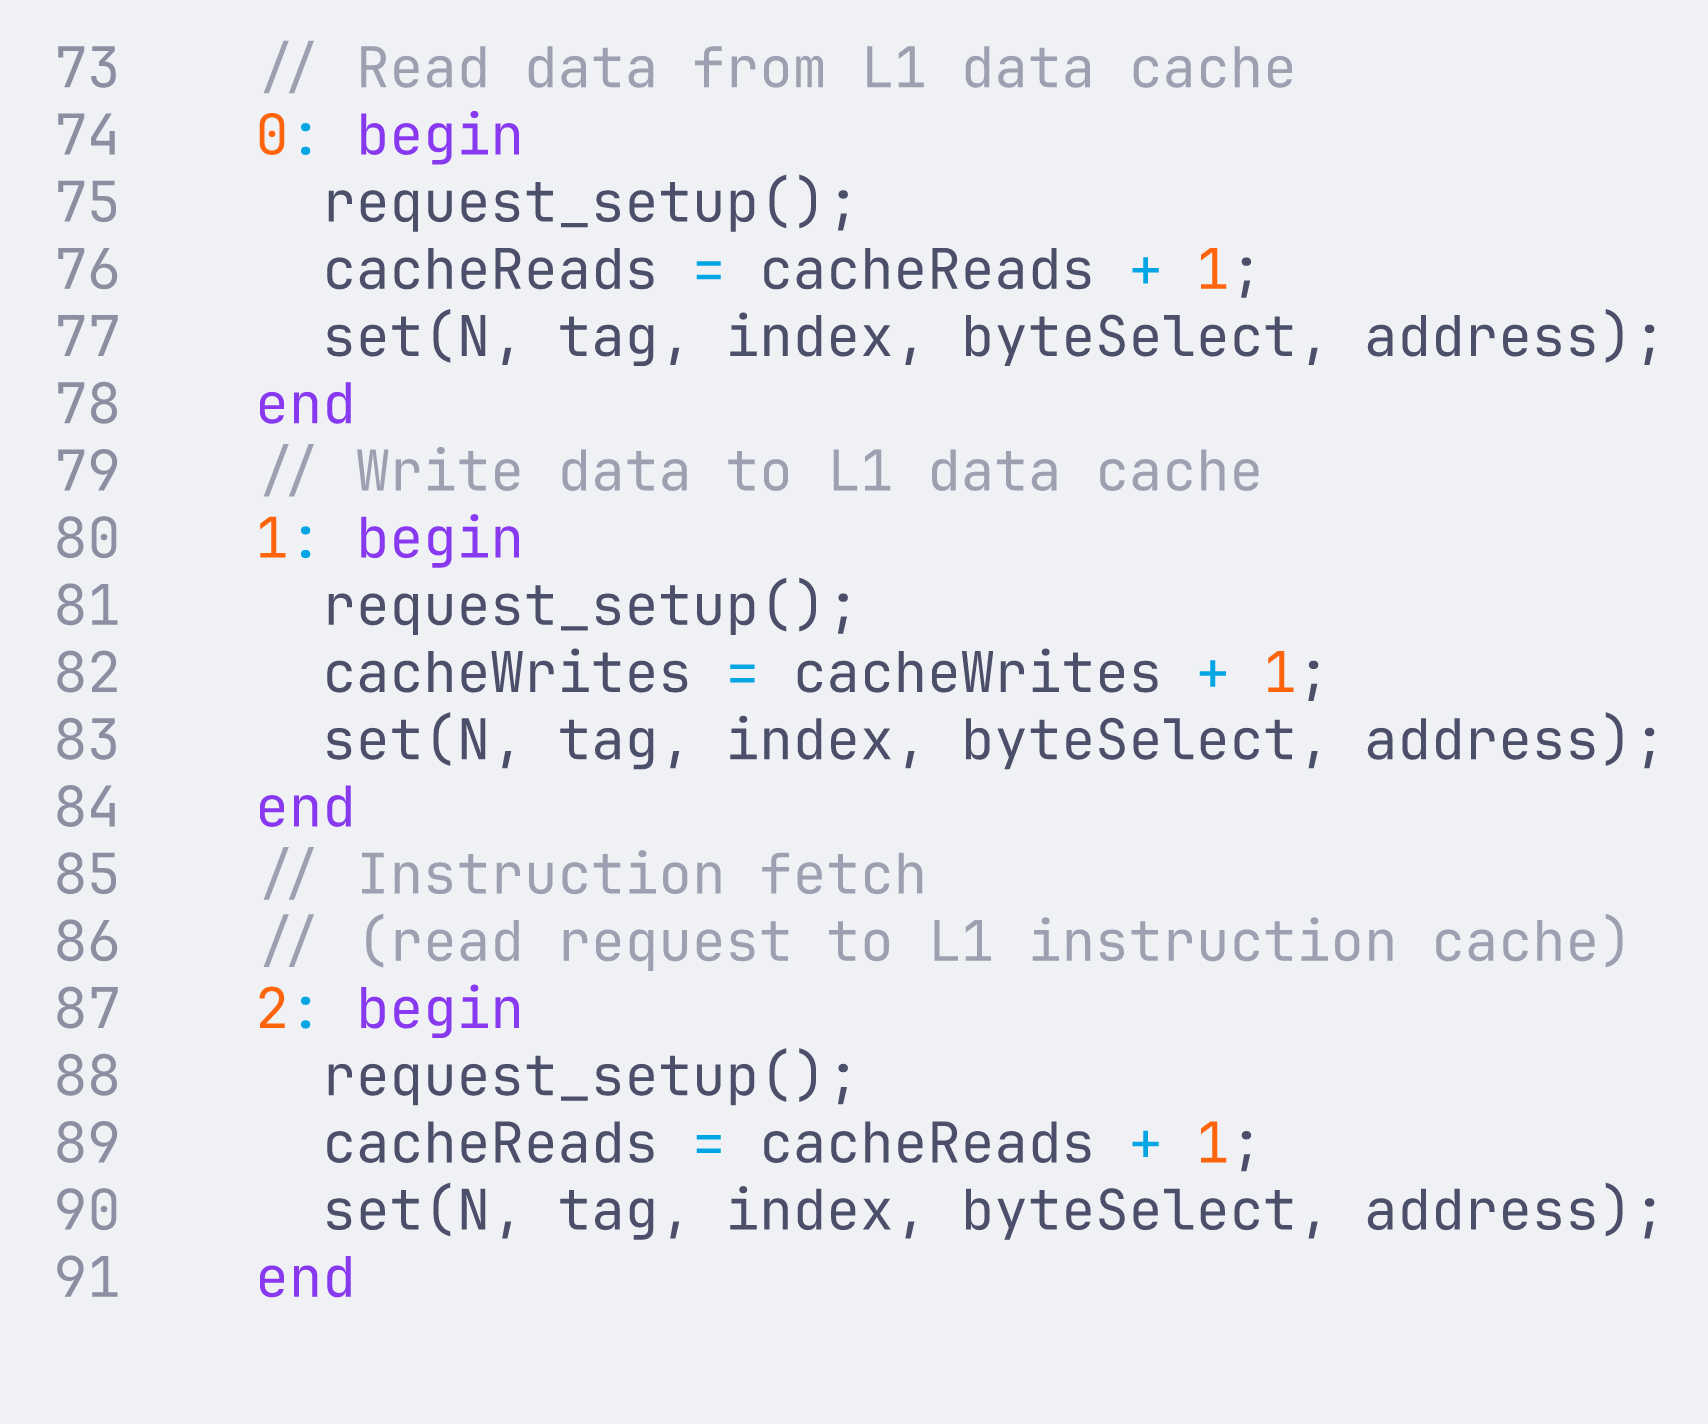 73    // Read data from L1 data cache
74    0: begin
75      request_setup();
76      cacheReads = cacheReads + 1;
77      set(N, tag, index, byteSelect, address);
78    end
79    // Write data to L1 data cache
80    1: begin
81      request_setup();
82      cacheWrites = cacheWrites + 1;
83      set(N, tag, index, byteSelect, address);
84    end
85    // Instruction fetch
86    // (read request to L1 instruction cache)
87    2: begin
88      request_setup();
89      cacheReads = cacheReads + 1;
90      set(N, tag, index, byteSelect, address);
91    end